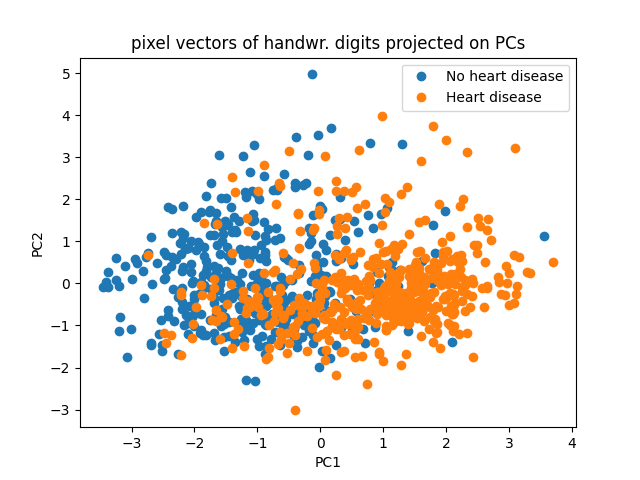 pixel vectors of handwr. digits projected on PCs
No heart disease
Heart disease
5
4
3
2
1
0
−1
−2
−3
PC2
−3 −2 −1 0 1 2 3 4
PC1